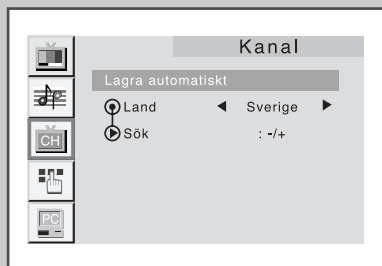 Kanal
Lagra automatiskt
Land ◀ Sverige ▶
Sök : -/+
CH
PC